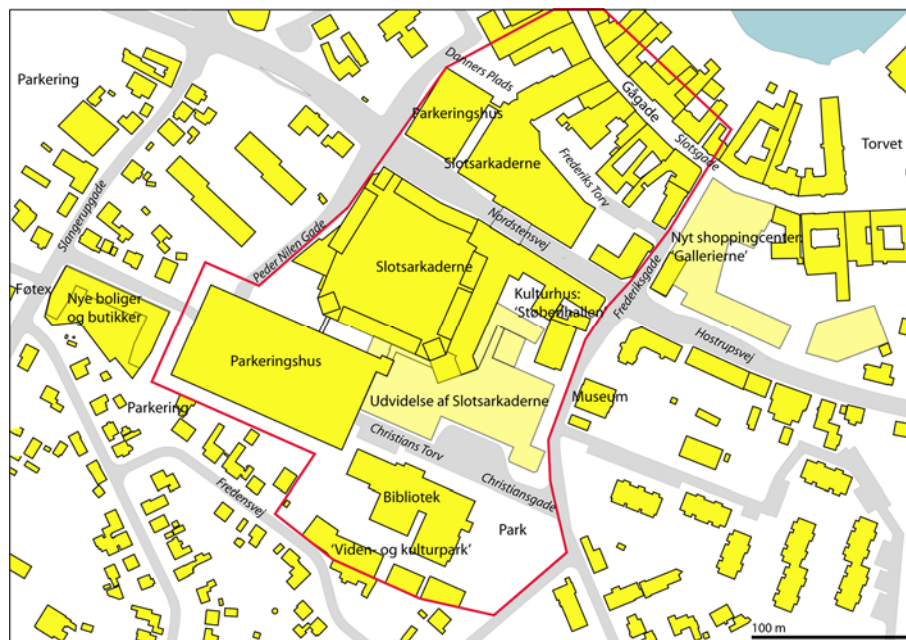 Danners Plads
Parkering
Parkeringshus
Gågade
Slotsgade
Torvet
Slotsarkaderne
Frederiks Torv
Slangerupgade
Nordstensvej
Nyt shoppingcenter:
'Gallerierne'
Peder Nilen Gade
Slotsarkaderne
Frederiksgade
Føtex
Nye boliger
og butikker
Kulturhus:
'Støbenhallen'
Hostrupsvej
Parkeringshus
Udvidelse af Slotsarkaderne
Museum
Parkering
Christians Torv
Fredensvej
Christiansgade
Bibliotek
Park
'Viden- og kulturpark'
100 m